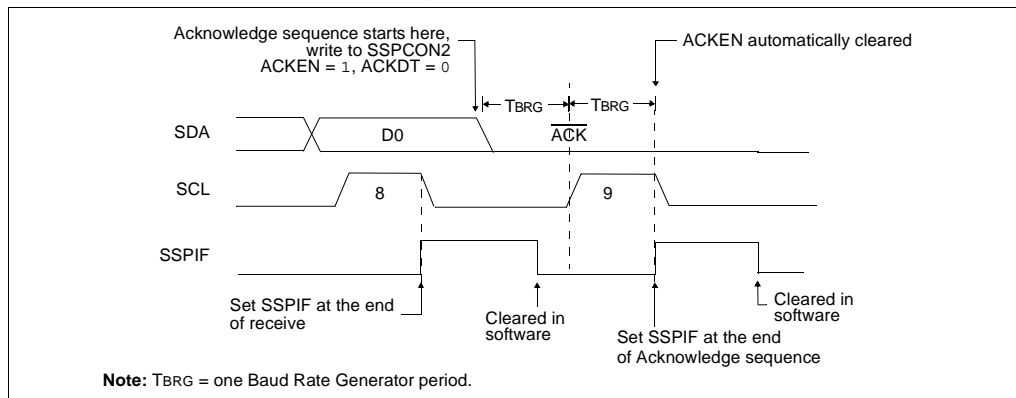 Acknowledge sequence starts here,
write to SSPCON2
ACKEN = 1, ACKDT = 0
ACKEN automatically cleared
TBRG
TBRG
SDA
D0
ACK
SCL
8
9
SSPIF
Set SSPIF at the end
of receive
Cleared in
software
Set SSPIF at the end
of Acknowledge sequence
Cleared in
software
Note: TBRG = one Baud Rate Generator period.